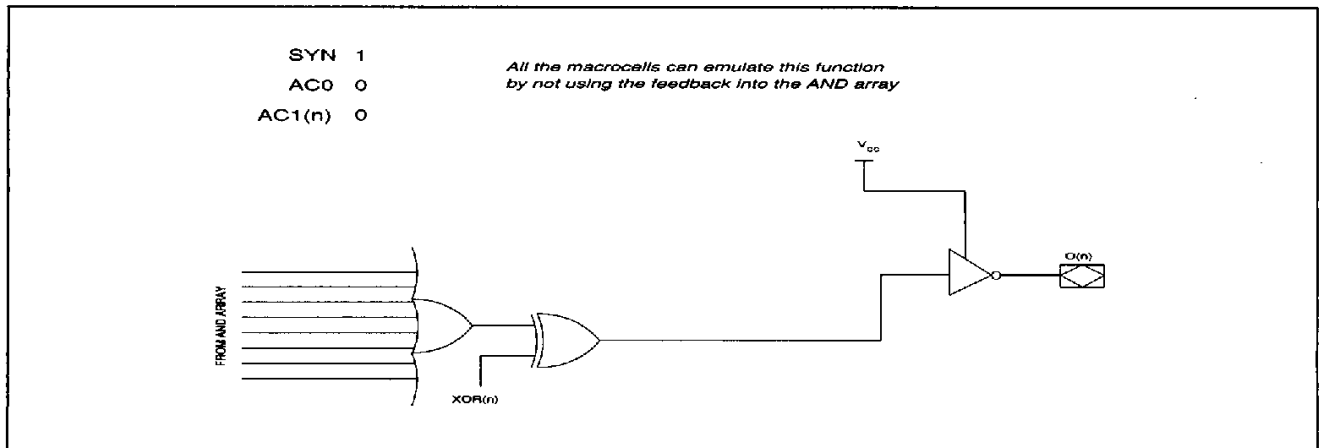 SYN 1
AC0 0
AC1(n) 0
All the macrocells can emulate this function
by not using the feedback into the AND array
VCC
O(n)
FROM AND ARRAY
XOR(n)